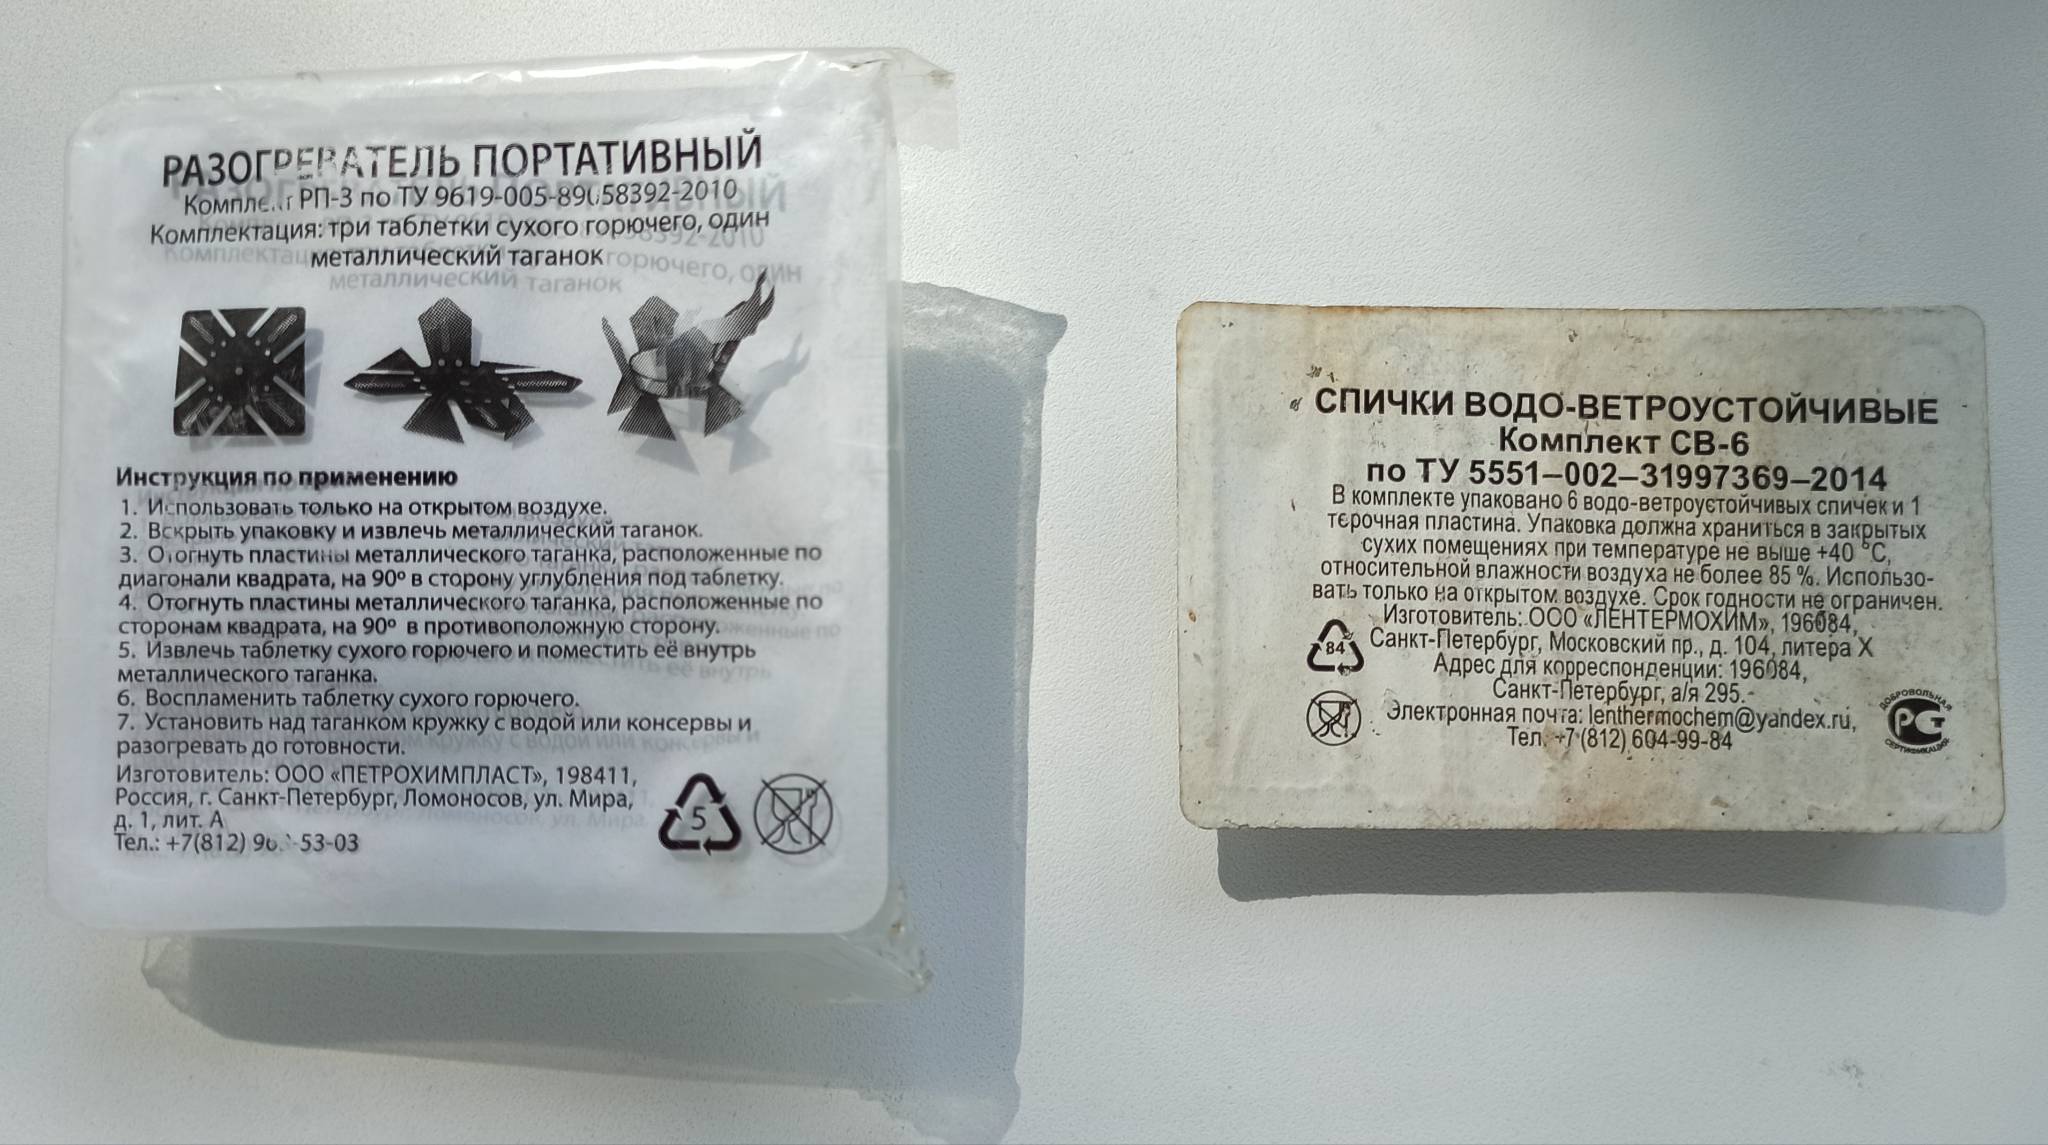 РАЗОГРЕВАТЕЛЬ ПОРТАТИВНЫЙ
Комплект РП-3 по ТУ
Комплектация: три таблетки сухого горючего, один
металлический таганок
Инструкция по применению
1. Использовать только на открытом воздухе.
2. Вскрыть упаковку и извлечь металлический таганок.
3. Отогнуть пластины металлического таганка, расположенные по
диагонали квадрата, на 90º в сторону углубления под таблетку.
4. Отогнуть пластины металлического таганка, расположенные по
сторонам квадрата, на 90º в противоположную сторону.
5. Извлечь таблетку сухого горючего и поместить её внутрь
металлического таганка.
6. Воспламенить таблетку сухого горючего.
7. Установить над таганком кружку с водой или консервы и
разогревать до готовности.
Изготовитель: ООО «ПЕТРОХИМПЛАСТ», 198411,
Россия, г. Санкт-Петербург, Ломоносов, ул. Мира,
д. 1, лит. А
Тел.: +7(812)
5
СПИЧКИ ВОДО-ВЕТРОУСТОЙЧИВЫЕ
Комплект СВ-6
по ТУ 5551–002–31997369–2014
В комплекте упаковано 6 водо-ветроустойчивых спичек и 1
терочная пластина. Упаковка должна храниться в закрытых
сухих помещениях при температуре не выше +40 °С,
относительной влажности воздуха не более 85 %. Использо-
вать только на открытом воздухе. Срок годности не ограничен.
Изготовитель: ООО «ЛЕНТЕРМОХИМ», 196084,
84 Санкт-Петербург, Московский пр., д. 104, литера Х
Адрес для корреспонденции: 196084,
Санкт-Петербург, а/я 295.
Электронная почта: lenthermochem@yandex.ru,
Тел. +7 (812) 604-99-84
ДОБРОВОЛЬНАЯ
РСТ
СЕРТИФИКАЦИЯ